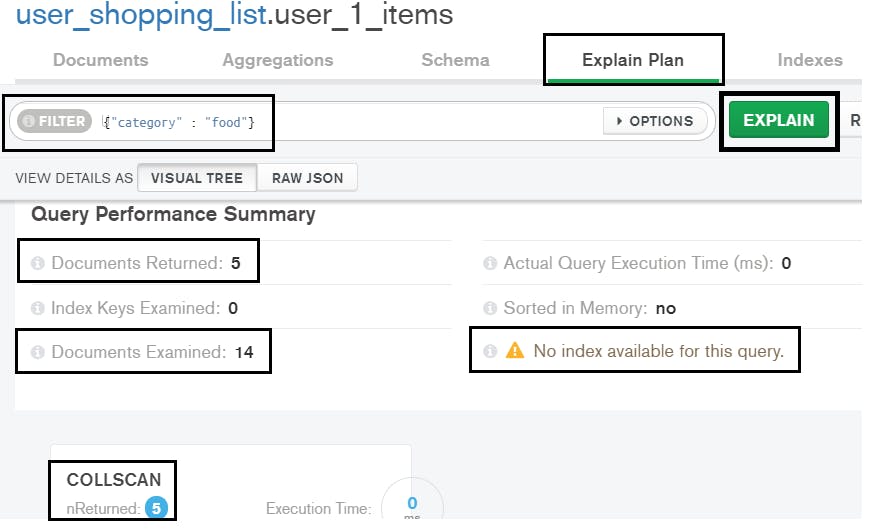 user_shopping_list.user_1_items
Documents Aggregations Schema Explain Plan Indexes
FILTER {"category" : "food"} OPTIONS EXPLAIN R
VIEW DETAILS AS VISUAL TREE RAW JSON
Query Performance Summary
Documents Returned: 5 Actual Query Execution Time (ms): 0
Index Keys Examined: 0 Sorted in Memory: no
Documents Examined: 14 No index available for this query.
COLLSCAN
nReturned: 5 Execution Time: 0
ms